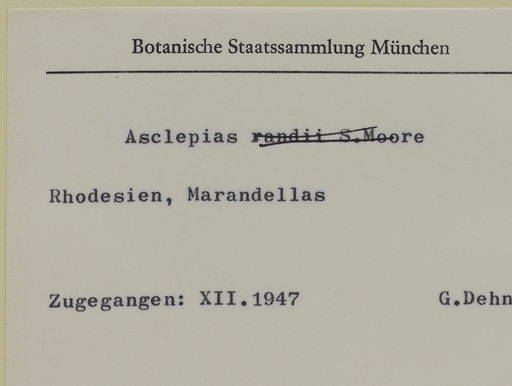 Botanische Staatssammlung München
Asclepias randii S.Moore
Rhodesien, Marandellas
Zugegangen: XII.1947 G.Dehn